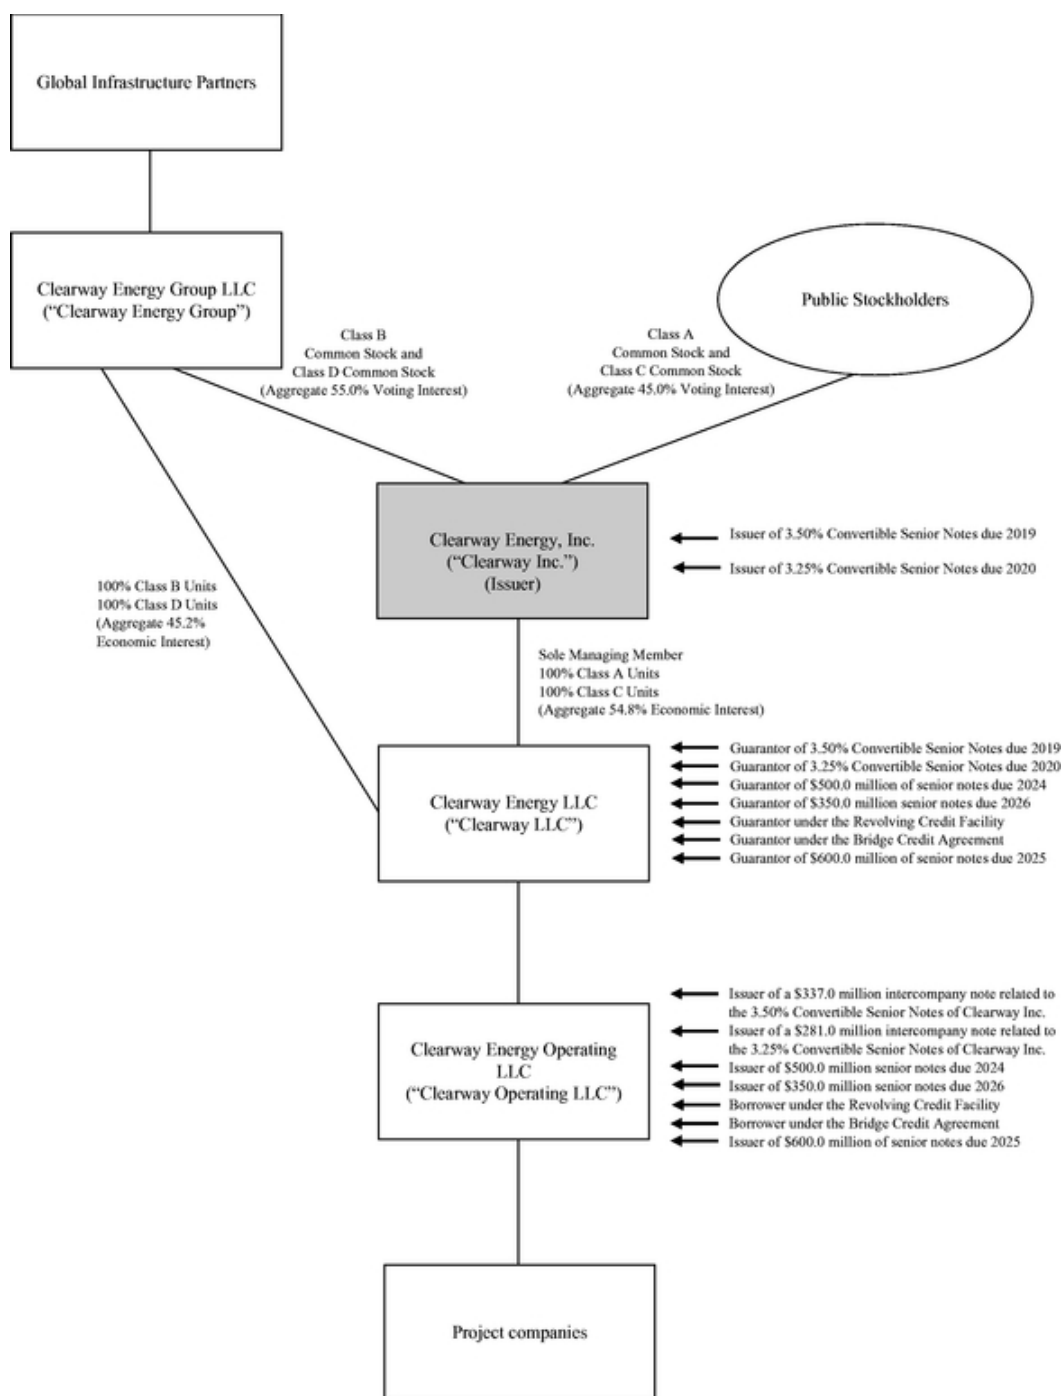 Global Infrastructure Partners
Clearway Energy Group LLC
(“Clearway Energy Group”)
Public Stockholders
Class B
Common Stock and
Class D Common Stock
(Aggregate 55.0% Voting Interest)
Class A
Common Stock and
Class C Common Stock
(Aggregate 45.0% Voting Interest)
Clearway Energy, Inc.
(“Clearway Inc.”)
(Issuer)
Issuer of 3.50% Convertible Senior Notes due 2019
Issuer of 3.25% Convertible Senior Notes due 2020
100% Class B Units
100% Class D Units
(Aggregate 45.2%
Economic Interest)
Sole Managing Member
100% Class A Units
100% Class C Units
(Aggregate 54.8% Economic Interest)
Clearway Energy LLC
(“Clearway LLC”)
Guarantor of 3.50% Convertible Senior Notes due 2019
Guarantor of 3.25% Convertible Senior Notes due 2020
Guarantor of $500.0 million of senior notes due 2024
Guarantor of $350.0 million senior notes due 2026
Guarantor under the Revolving Credit Facility
Guarantor under the Bridge Credit Agreement
Guarantor of $600.0 million of senior notes due 2025
Clearway Energy Operating
LLC
(“Clearway Operating LLC”)
Issuer of a $337.0 million intercompany note related to
the 3.50% Convertible Senior Notes of Clearway Inc.
Issuer of a $281.0 million intercompany note related to
the 3.25% Convertible Senior Notes of Clearway Inc.
Issuer of $500.0 million senior notes due 2024
Issuer of $350.0 million senior notes due 2026
Borrower under the Revolving Credit Facility
Borrower under the Bridge Credit Agreement
Issuer of $600.0 million of senior notes due 2025
Project companies